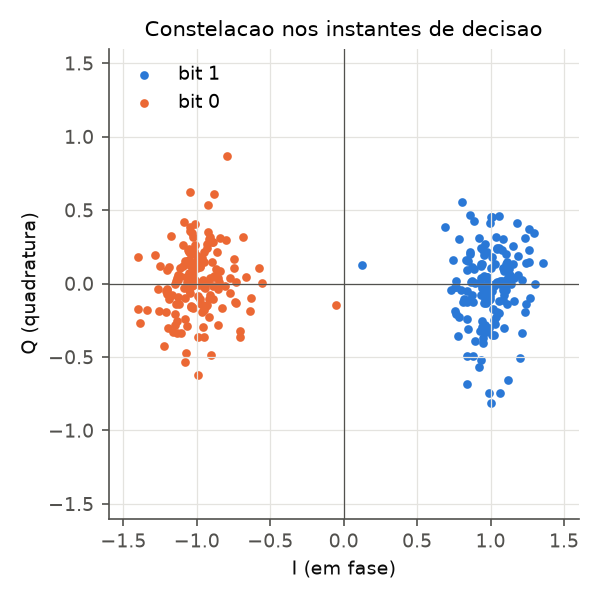 Constelacao nos instantes de decisao
bit 1
bit 0
Q (quadratura)
1.5
1.0
0.5
0.0
−0.5
−1.0
−1.5
−1.5 −1.0 −0.5 0.0 0.5 1.0 1.5
I (em fase)